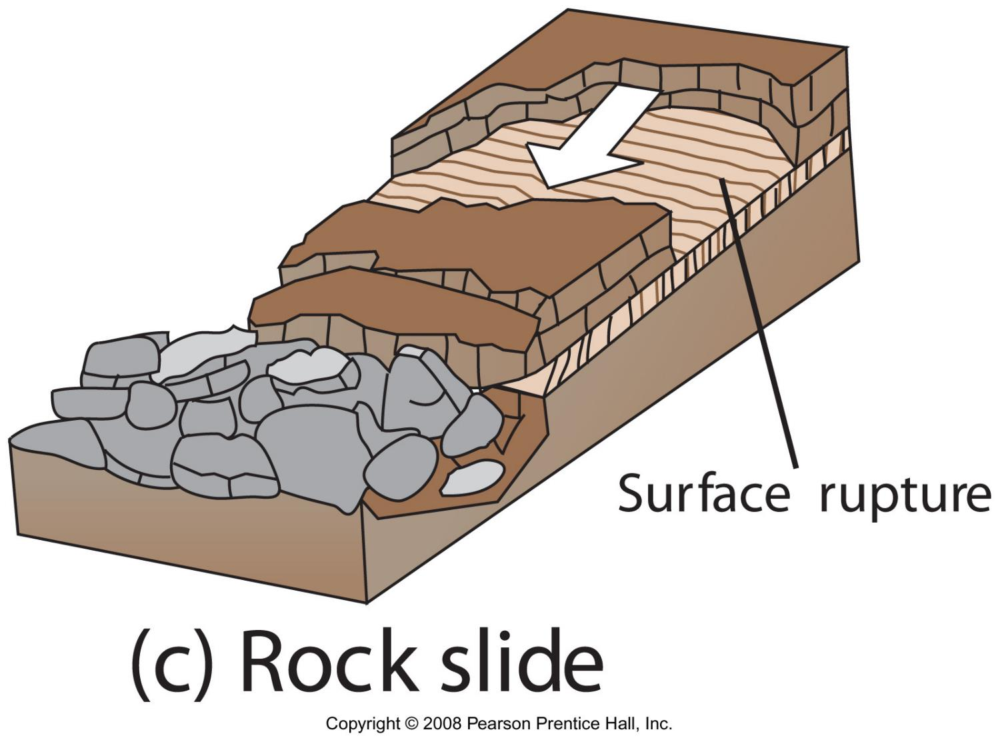 Surface rupture
(c) Rock slide
Copyright © 2008 Pearson Prentice Hall, Inc.